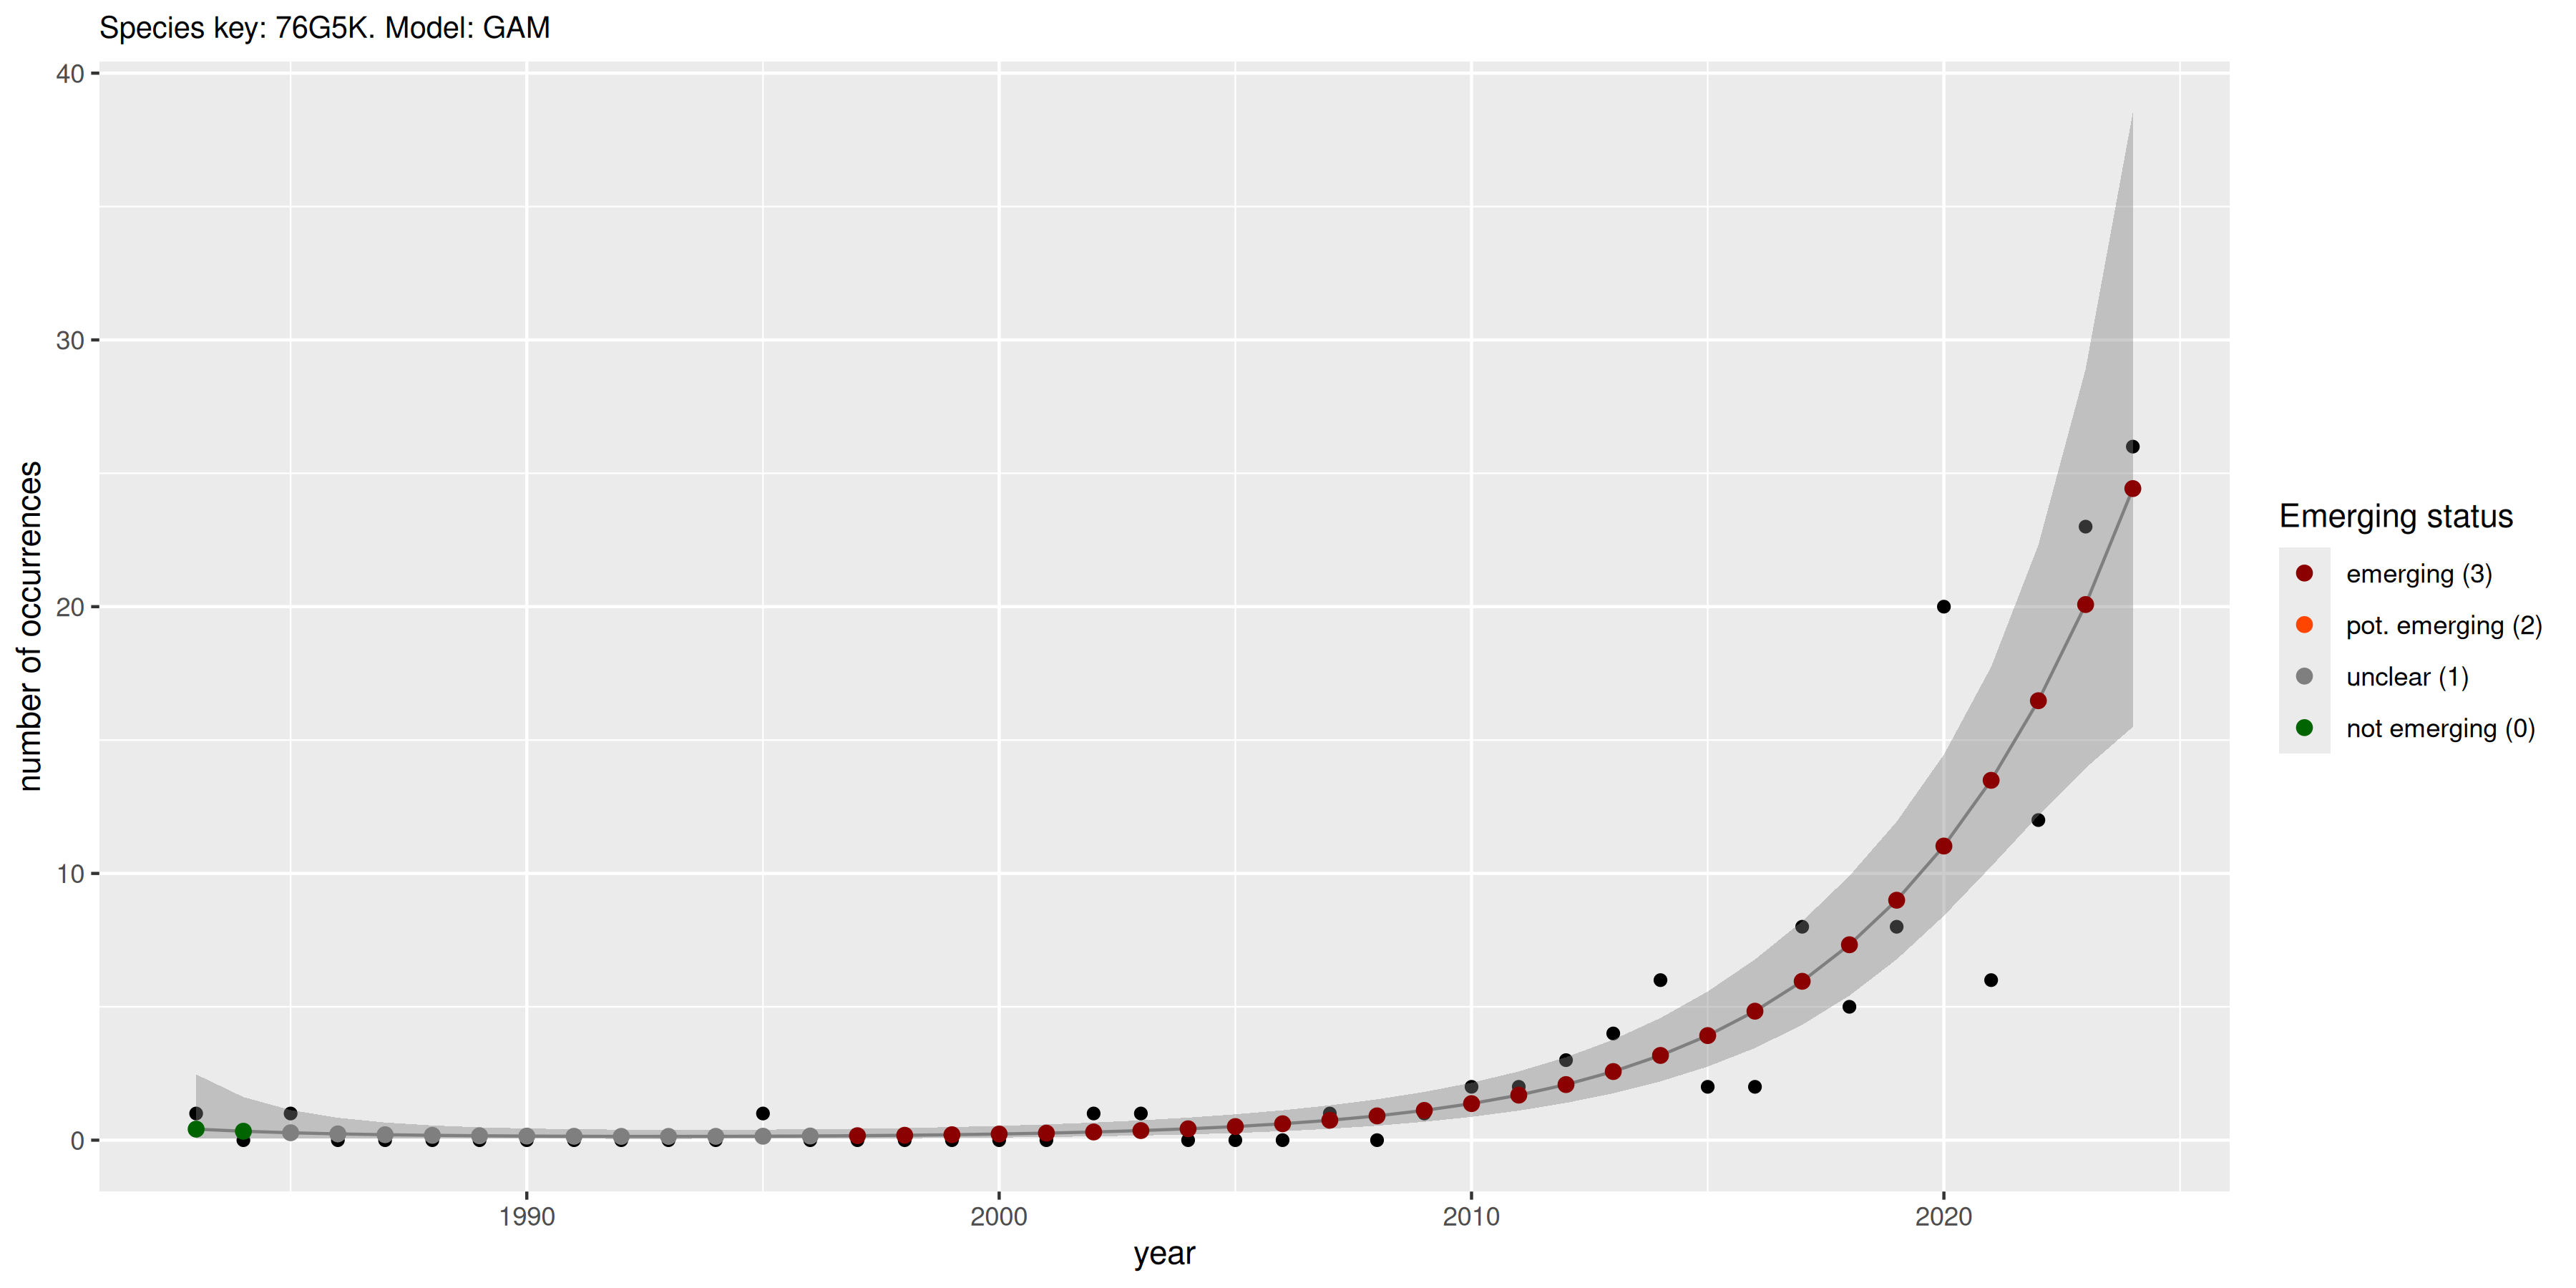 Species key: 76G5K. Model: GAM
40
30
20
10
0
number of occurrences
1990
2000
2010
2020
year
Emerging status
emerging (3)
pot. emerging (2)
unclear (1)
not emerging (0)